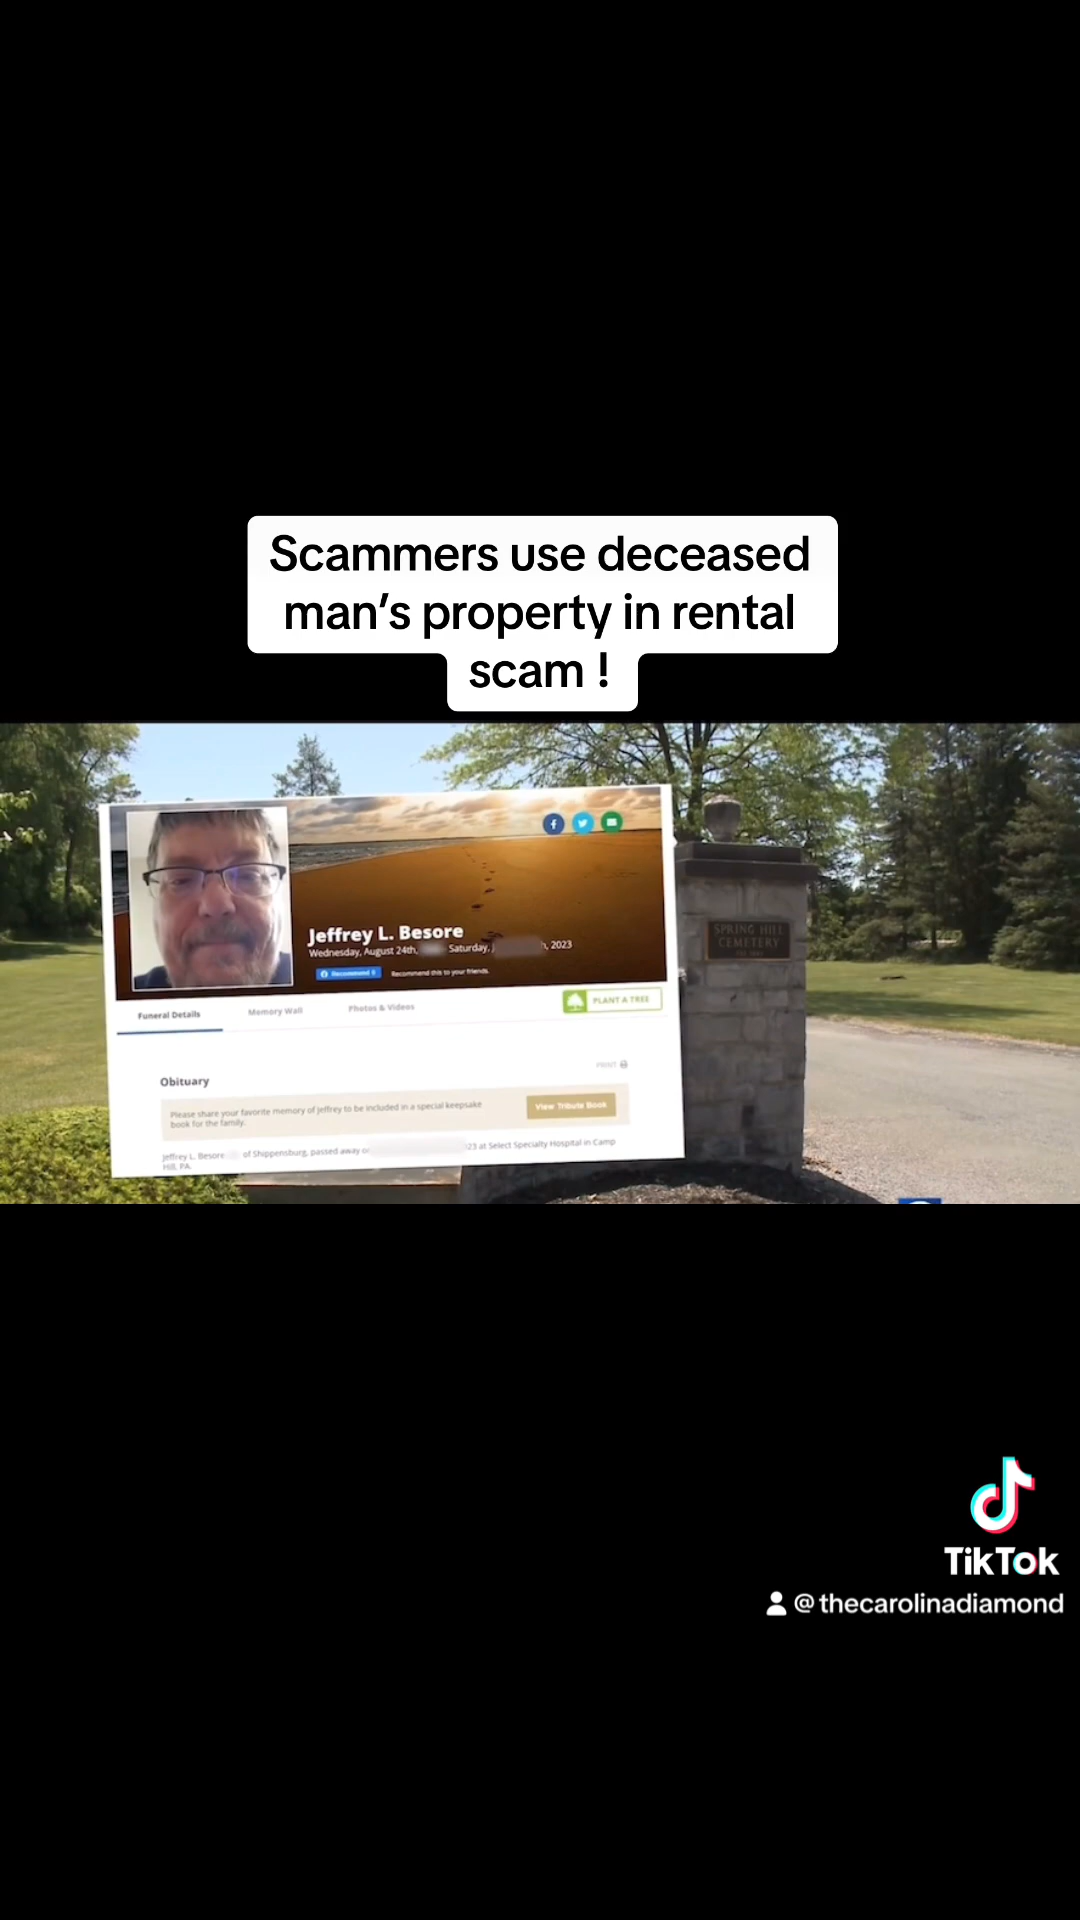 Scammers use deceased
man’s property in rental
scam !
Jeffrey L. Besore
Wednesday, August 24th, - Saturday, J h, 2023
Recommend 0 Recommend this to your friends.
Funeral Details Memory Wall Photos & Videos PLANT A TREE
SPRING HILL
CEMETERY
PRINT
Obituary
Please share your favorite memory of Jeffrey to be included in a special keepsake
book for the family.
View Tribute Book
Jeffrey L. Besore of Shippensburg, passed away o 23 at Select Specialty Hospital in Camp
Hill, PA.
TikTok
@thecarolinadiamond